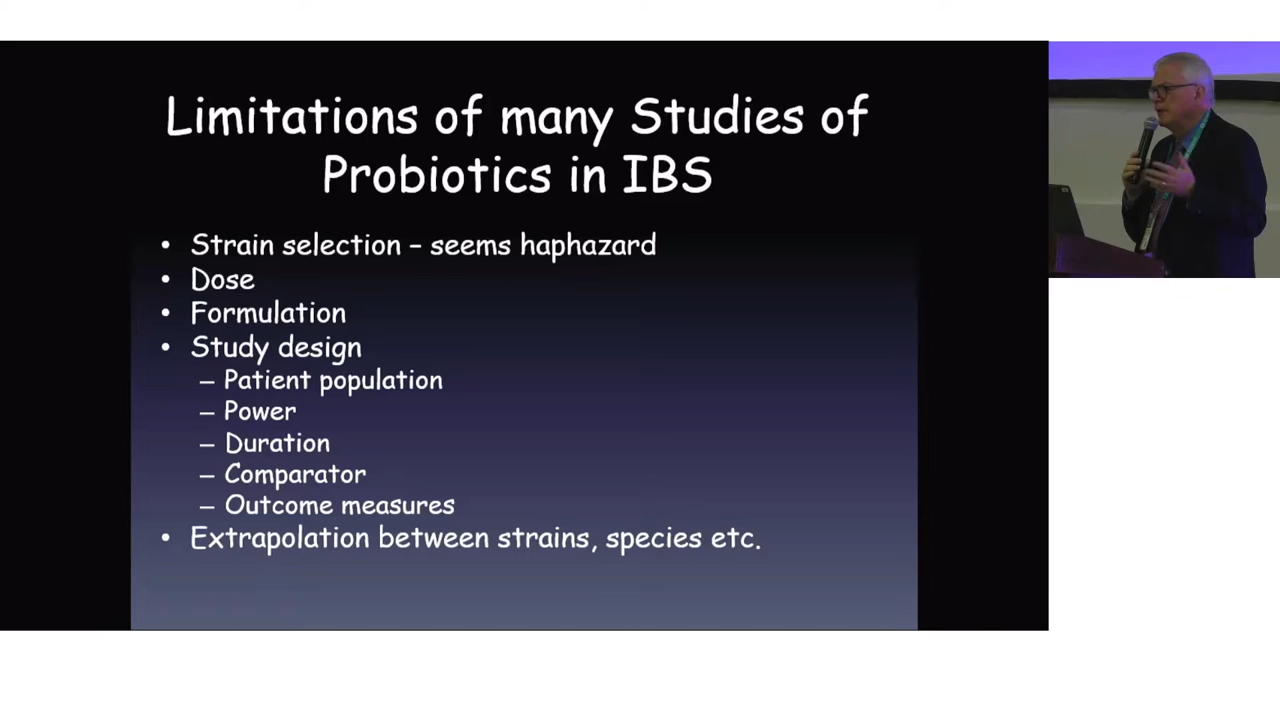 Limitations of many Studies of
Probiotics in IBS
• Strain selection – seems haphazard
• Dose
• Formulation
• Study design
– Patient population
– Power
– Duration
– Comparator
– Outcome measures
• Extrapolation between strains, species etc.